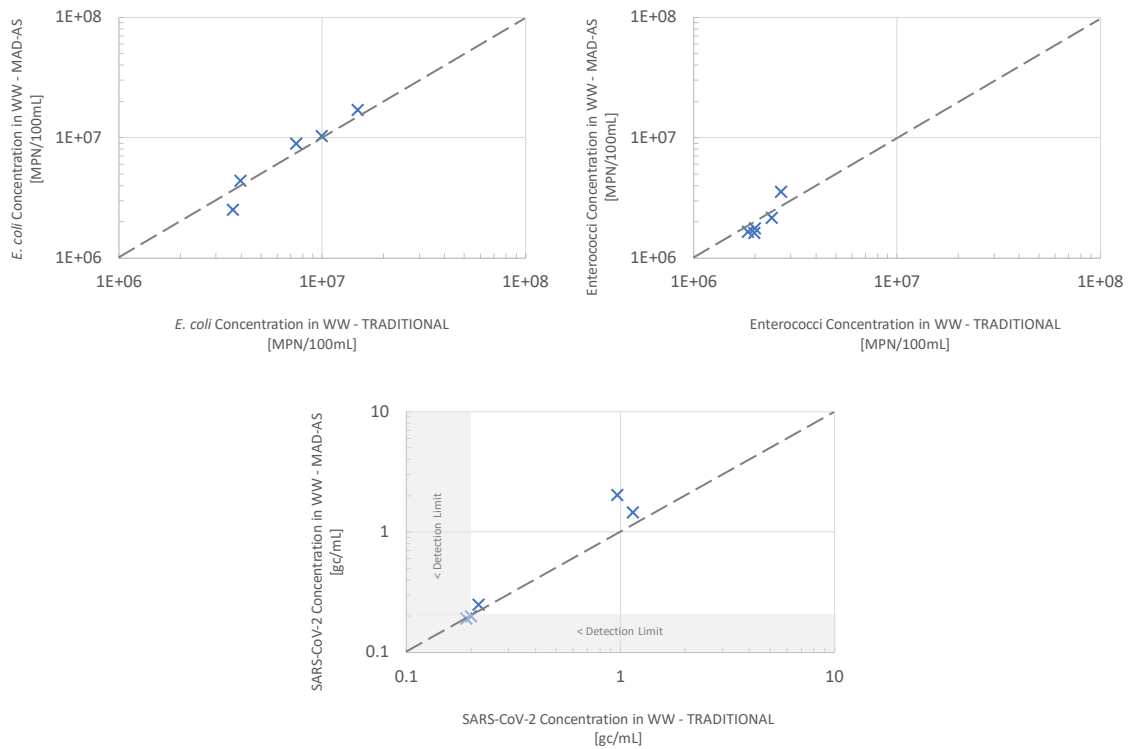 1E+08
1E+07
1E+06
1E+06
1E+07
1E+08
E. coli Concentration in WW - MAD-AS
[MPN/100mL]
E. coli Concentration in WW - TRADITIONAL
[MPN/100mL]
1E+08
1E+07
1E+06
1E+06
1E+07
1E+08
Enterococci Concentration in WW - MAD-AS
[MPN/100mL]
Enterococci Concentration in WW - TRADITIONAL
[MPN/100mL]
10
1
0.1
0.1
1
10
SARS-CoV-2 Concentration in WW - MAD-AS
[gc/mL]
< Detection Limit
< Detection Limit
SARS-CoV-2 Concentration in WW - TRADITIONAL
[gc/mL]